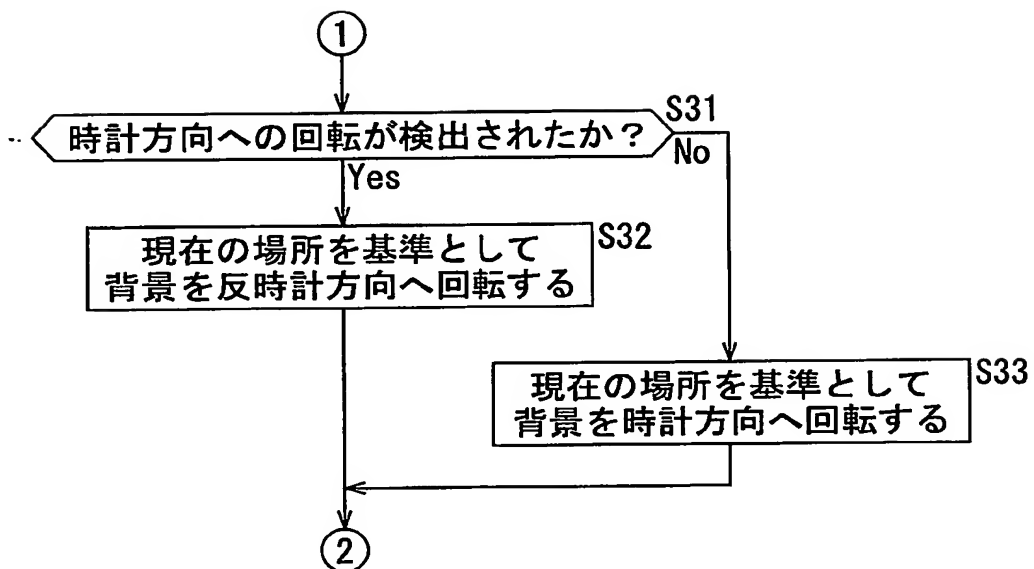 1
時計方向への回転が検出されたか？
S31
No
Yes
現在の場所を基準として
背景を反時計方向へ回転する
S32
現在の場所を基準として
背景を時計方向へ回転する
S33
2